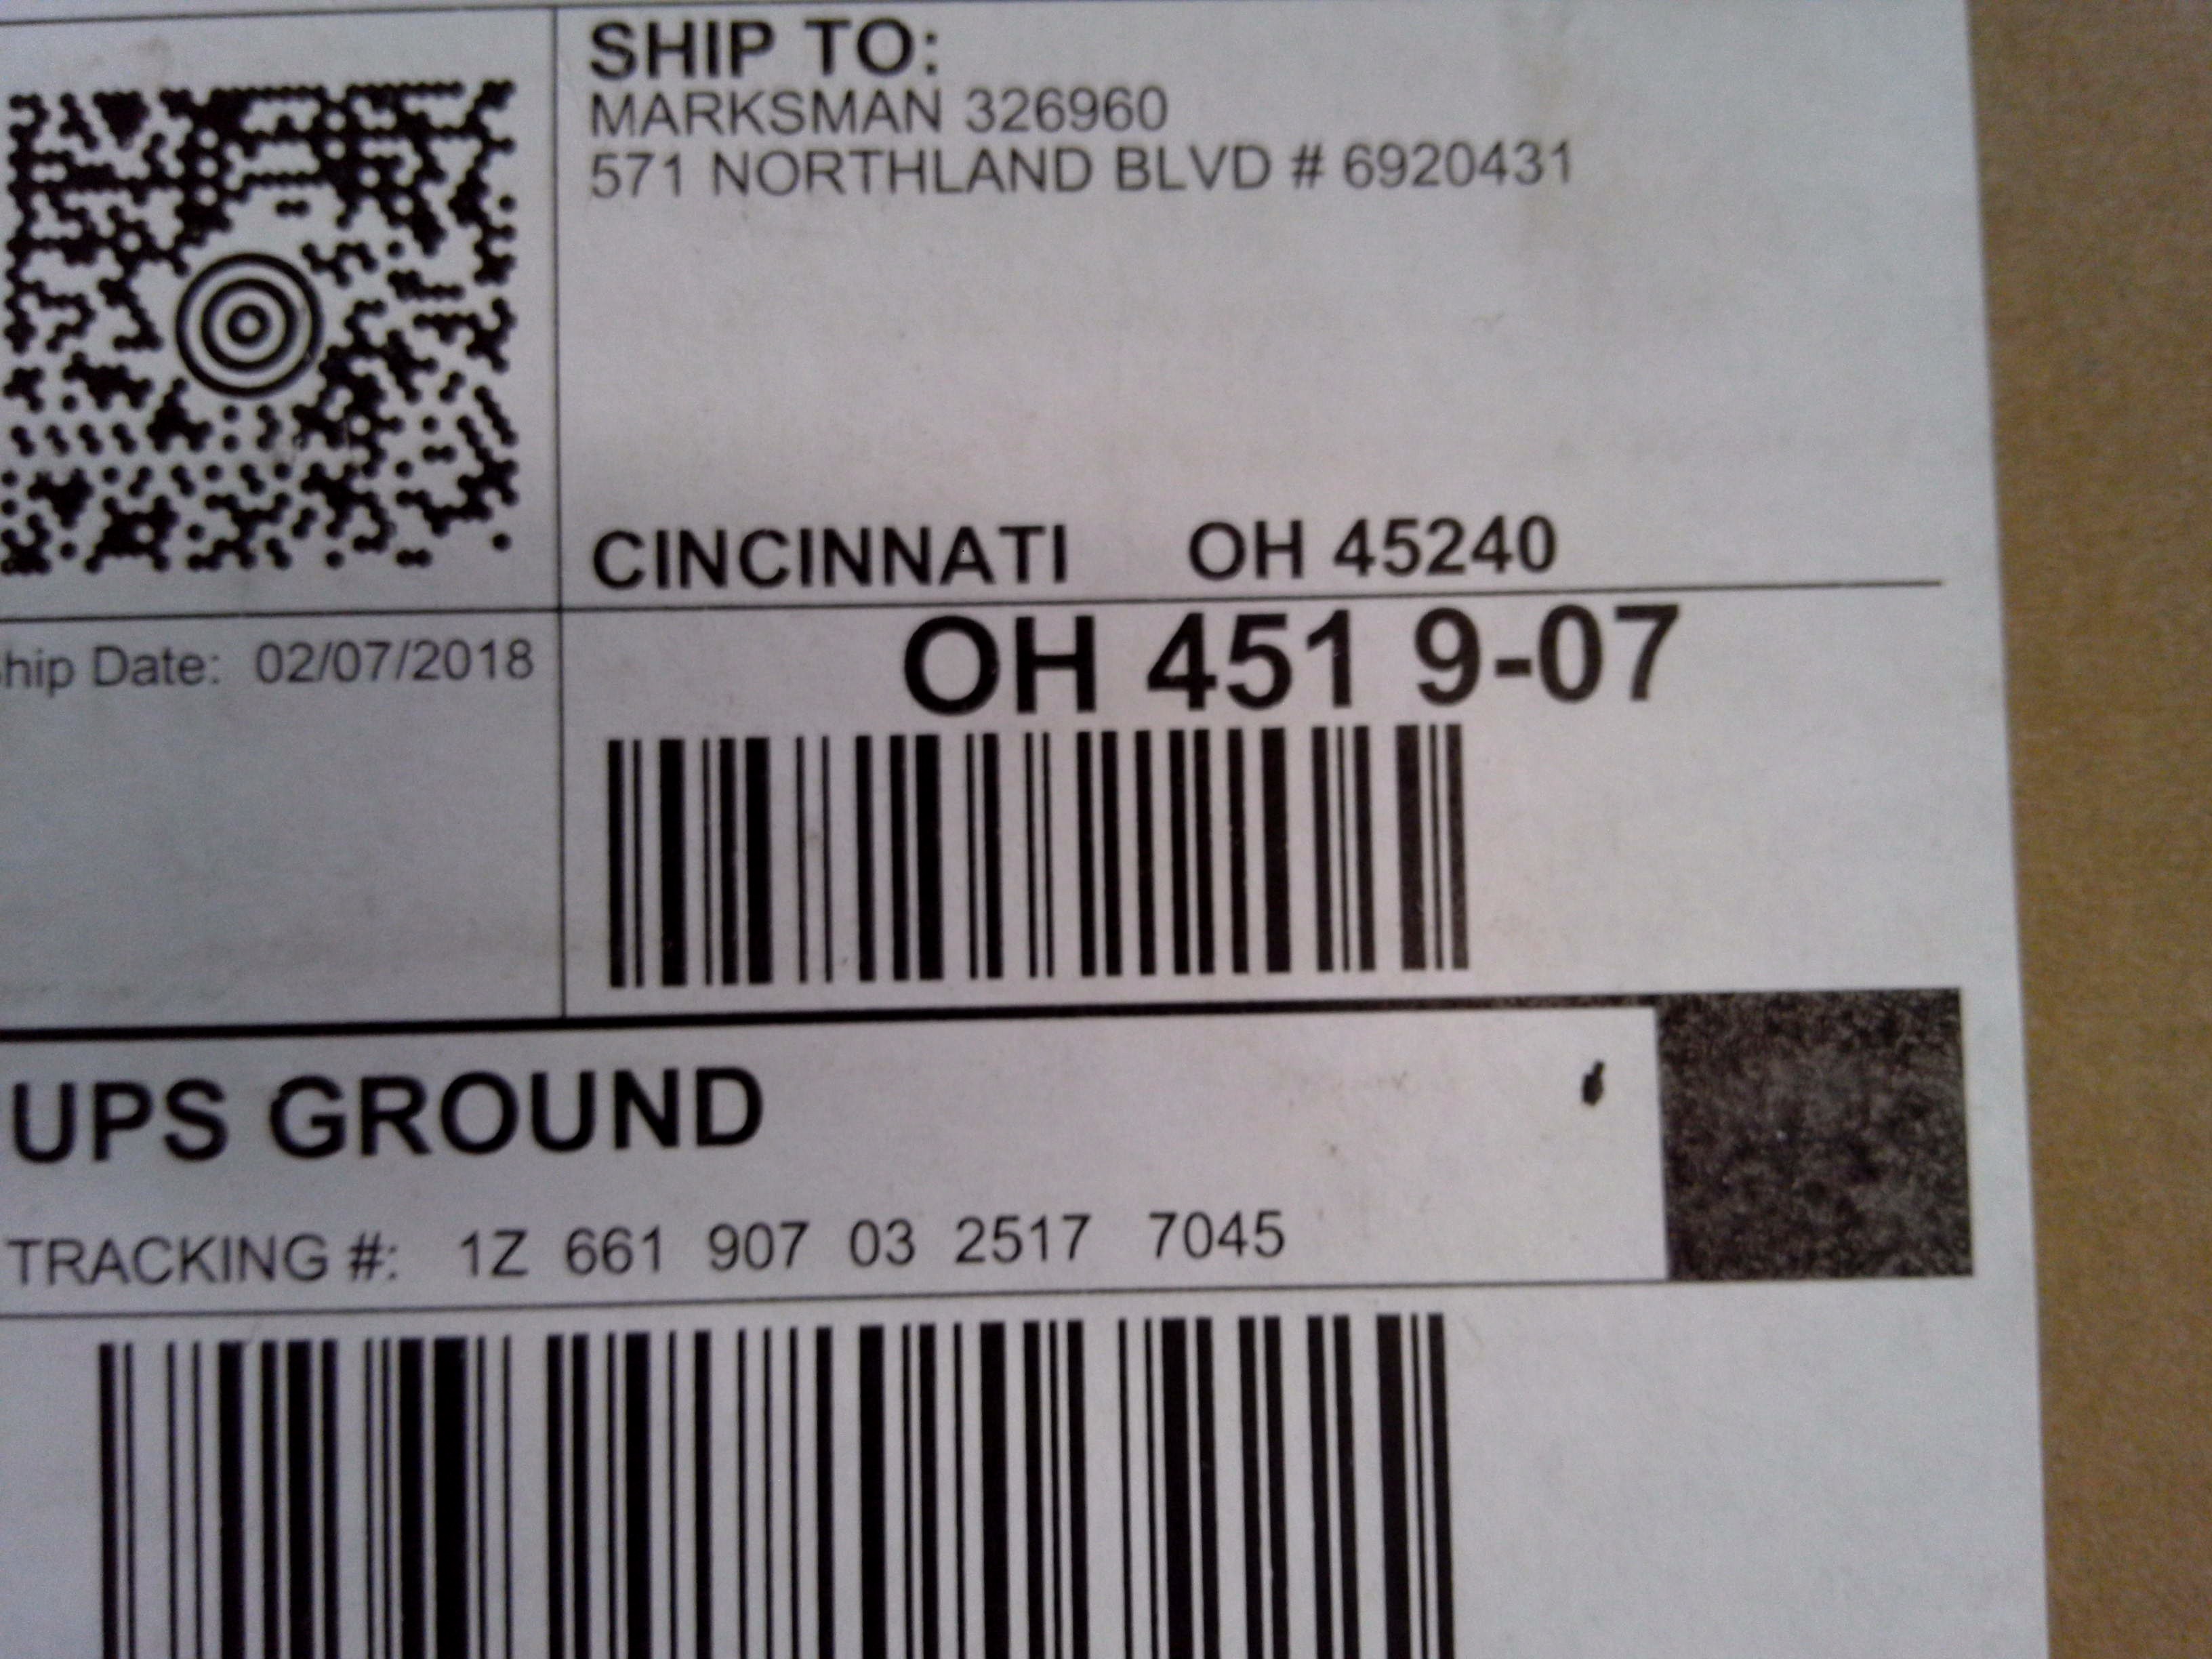 SHIP TO:
MARKSMAN 326960
571 NORTHLAND BLVD # 6920431
CINCINNATI OH 45240
hip Date: 02/07/2018
OH 451 9-07
UPS GROUND
TRACKING #: 1Z 661 907 03 2517 7045